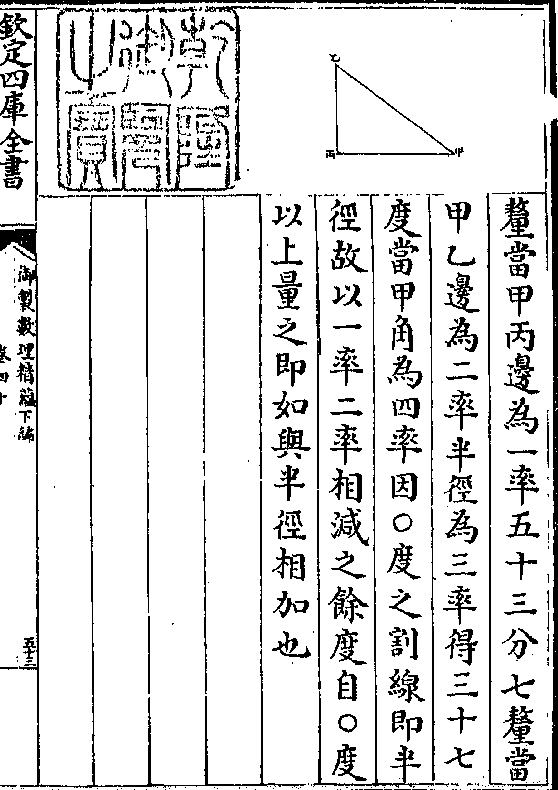 釐當甲丙邊為一率五十三分七釐當
甲乙邊為二率半徑為三率得三十七
度當甲角為四率因○度之割線即半
徑故以一率二率相減之餘度自○度
以上量之即如與半徑相加也
乙
丙
甲
乾隆御覽之寶
欽定四庫全書
御製數理精蘊下編
卷四十
五十三